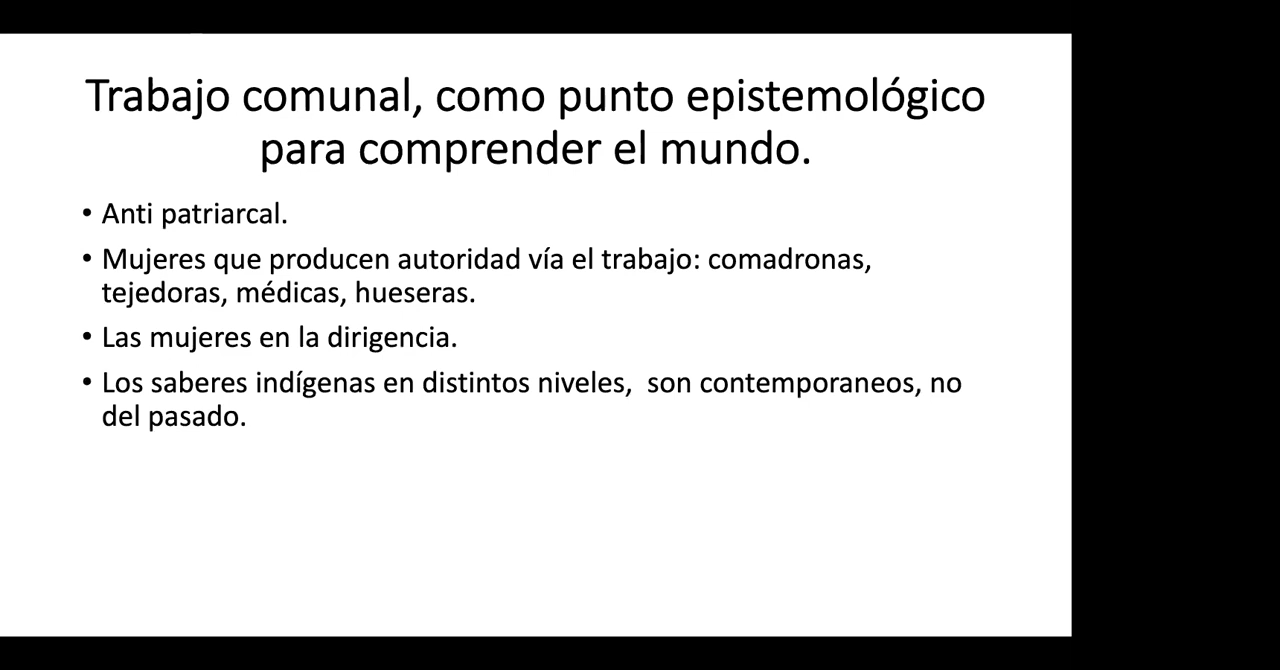 Trabajo comunal, como punto epistemológico
para comprender el mundo.
• Anti patriarcal.
• Mujeres que producen autoridad vía el trabajo: comadronas,
tejedoras, médicas, hueseras.
• Las mujeres en la dirigencia.
• Los saberes indígenas en distintos niveles,  son contemporaneos, no
del pasado.